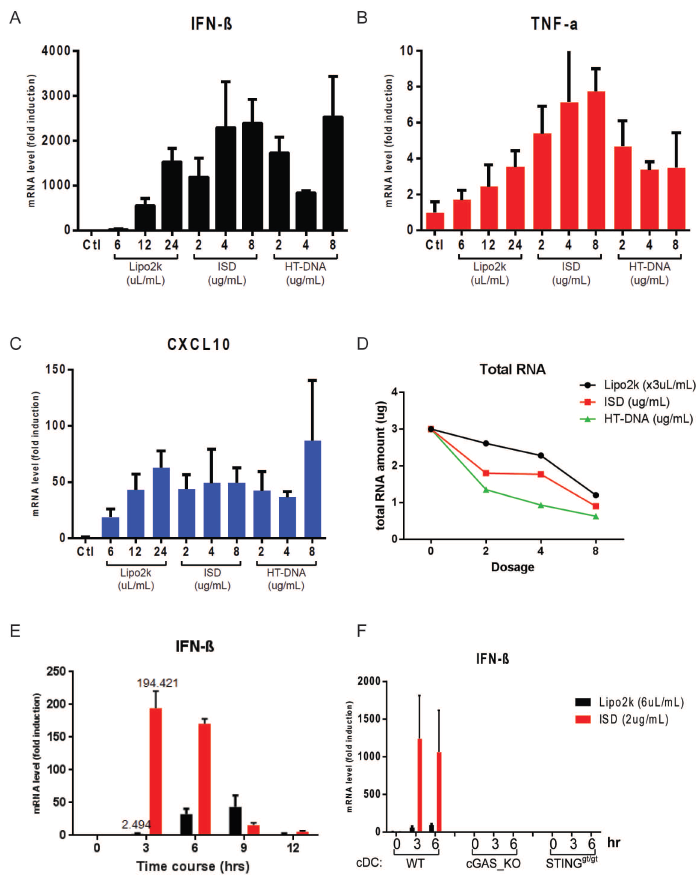 A
IFN-ß
mRNA level (fold induction)
4000
3000
2000
1000
0
Ctl 6 12 24 2 4 8 2 4 8
Lipo2k ISD HT-DNA
(uL/mL) (ug/mL) (ug/mL)
B
TNF-a
mRNA level (fold induction)
10
8
6
4
2
0
Ctl 6 12 24 2 4 8 2 4 8
Lipo2k ISD HT-DNA
(uL/mL) (ug/mL) (ug/mL)
C
CXCL10
mRNA level (fold induction)
150
100
50
0
Ctl 6 12 24 2 4 8 2 4 8
Lipo2k ISD HT-DNA
(uL/mL) (ug/mL) (ug/mL)
D
Total RNA
Lipo2k (x3uL/mL)
ISD (ug/mL)
HT-DNA (ug/mL)
total RNA amount (ug)
4
3
2
1
0
0 2 4 8
Dosage
E
IFN-ß
mRNA level (fold induction)
250
200
150
100
50
0
194.421
2.494
0 3 6 9 12
Time course (hrs)
F
IFN-ß
Lipo2k (6uL/mL)
ISD (2ug/mL)
mRNA level (fold induction)
2000
1500
1000
500
0
0 3 6 0 3 6 0 3 6 hr
cDC: WT cGAS_KO STINGgt/gt